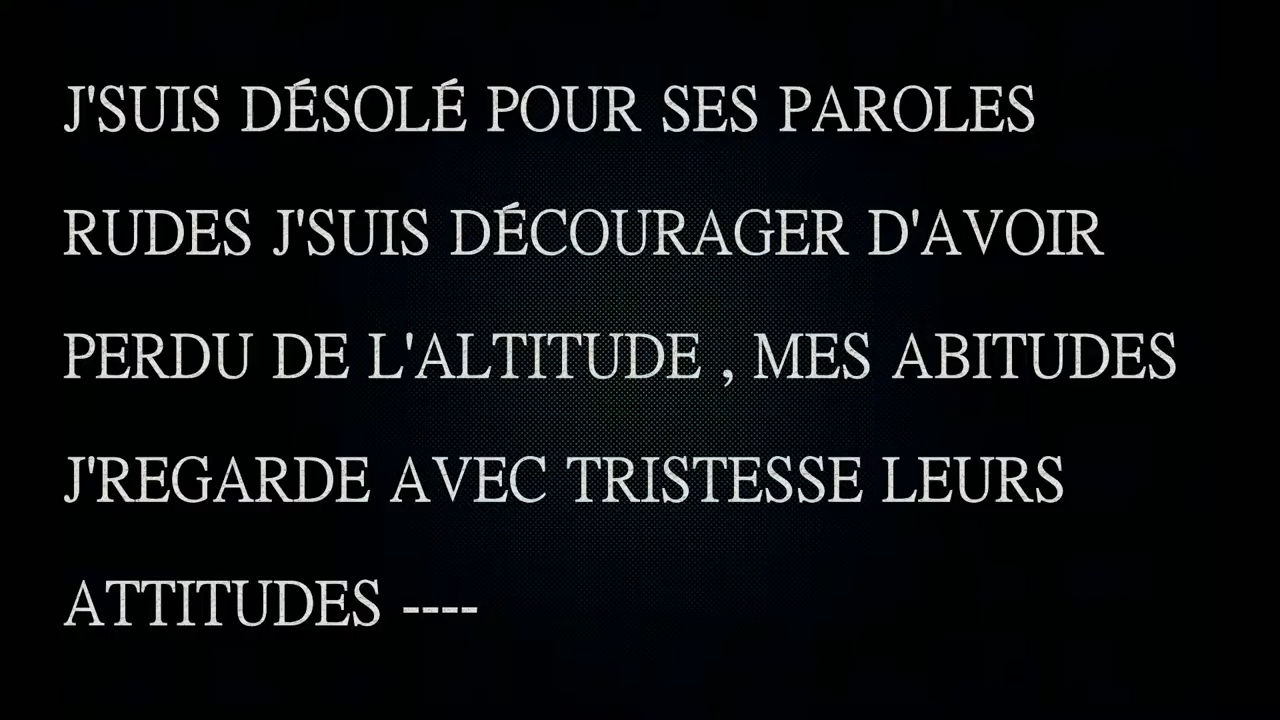 J'SUIS DÉSOLÉ POUR SES PAROLES
RUDES J'SUIS DÉCOURAGER D'AVOIR
PERDU DE L'ALTITUDE , MES ABITUDES
J'REGARDE AVEC TRISTESSE LEURS
ATTITUDES ----